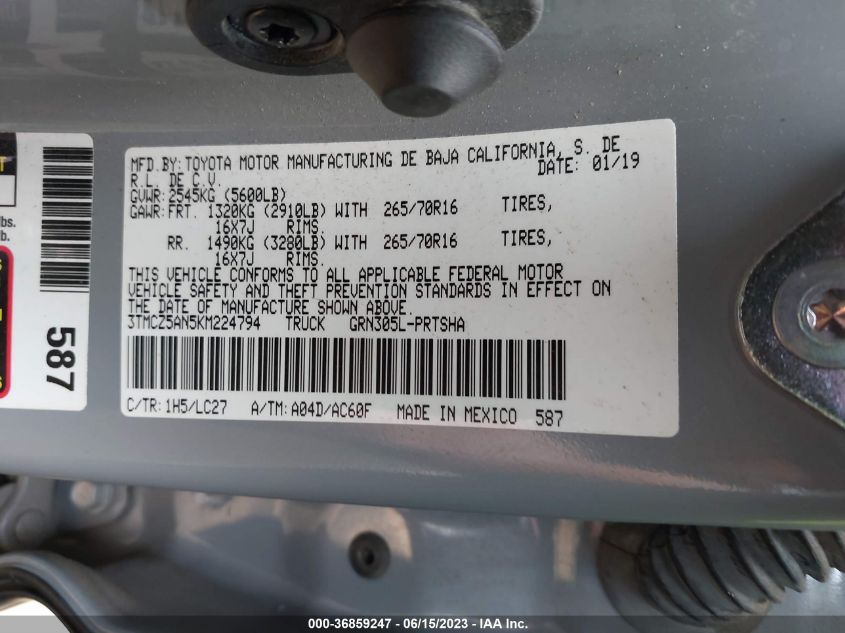 MFD.BY: TOYOTA MOTOR MANUFACTURING DE BAJA CALIFORNIA, S. DE
R.L. DE C.V. DATE: 01/19
GVWR: 2545KG (5600LB)
GAWR: FRT. 1320KG (2910LB) WITH 265/70R16 TIRES,
16X7J RIMS.
RR. 1490KG (3280LB) WITH 265/70R16 TIRES,
16X7J RIMS.
THIS VEHICLE CONFORMS TO ALL APPLICABLE FEDERAL MOTOR
VEHICLE SAFETY AND THEFT PREVENTION STANDARDS IN EFFECT ON
THE DATE OF MANUFACTURE SHOWN ABOVE.
3TMCZ5AN5KM224794 TRUCK GRN305L-PRTSHA
C/TR: 1H5/LC27 A/TM: A04D/AC60F MADE IN MEXICO 587
587
lbs.
b.
000-36859247 - 06/15/2023 - IAA Inc.